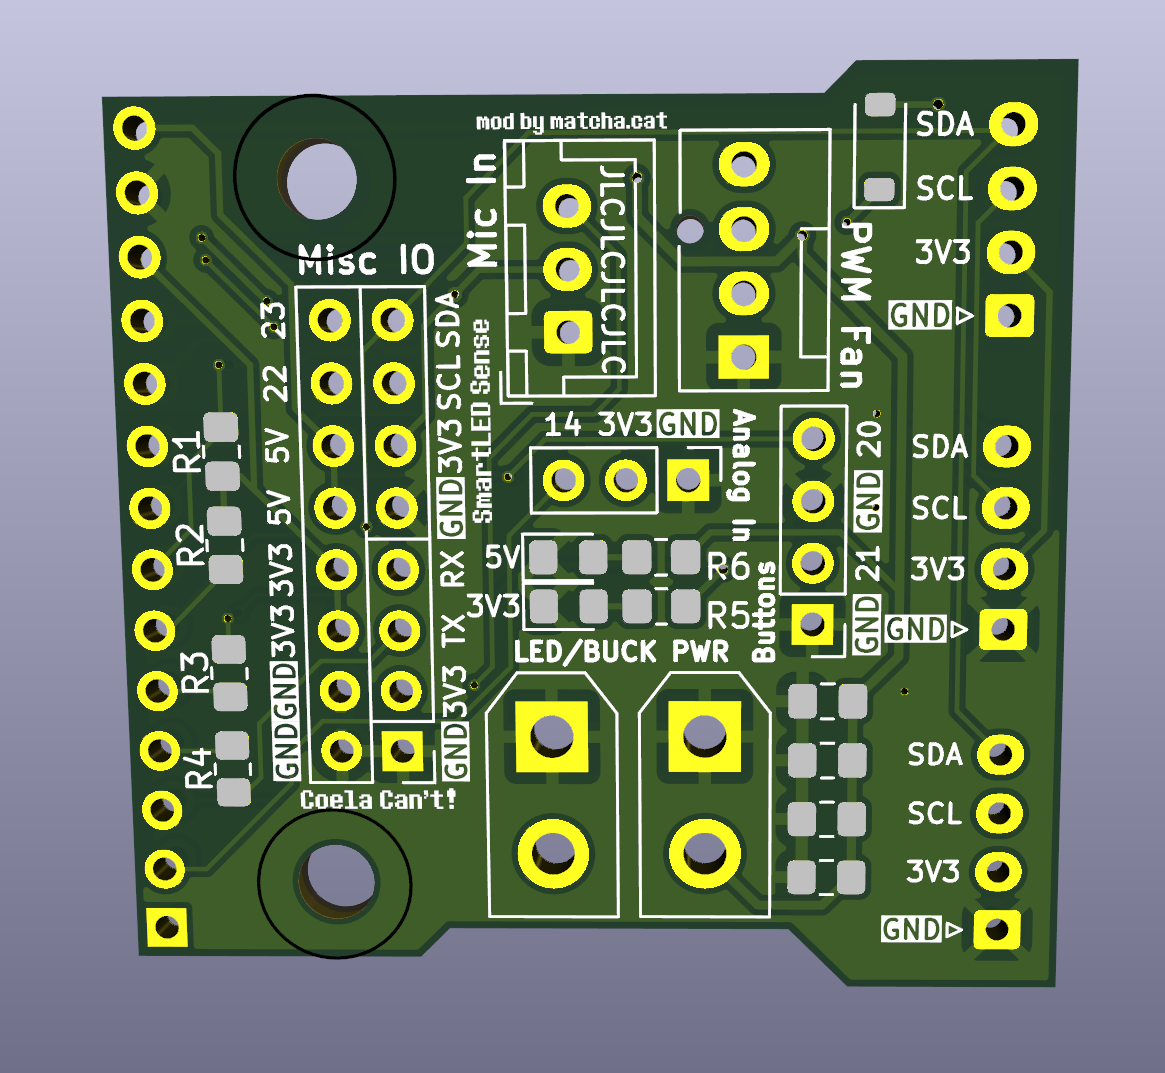 mod by matcha.cat
Mic In
JLCJLCJLCJLC
PWM Fan
SDA
SCL
3V3
GND
Misc IO
23
22
5V
5V
3V3
3V3
GND
GND
SDA
SCL
3V3
GND
RX
TX
3V3
GND
SmartLED Sense
R1
R2
R3
R4
14 3V3 GND
Analog In
20
GND
21
GND
Buttons
5V
R6
3V3
R5
LED/BUCK PWR
SDA
SCL
3V3
GND
SDA
SCL
3V3
GND
Coela Can't!